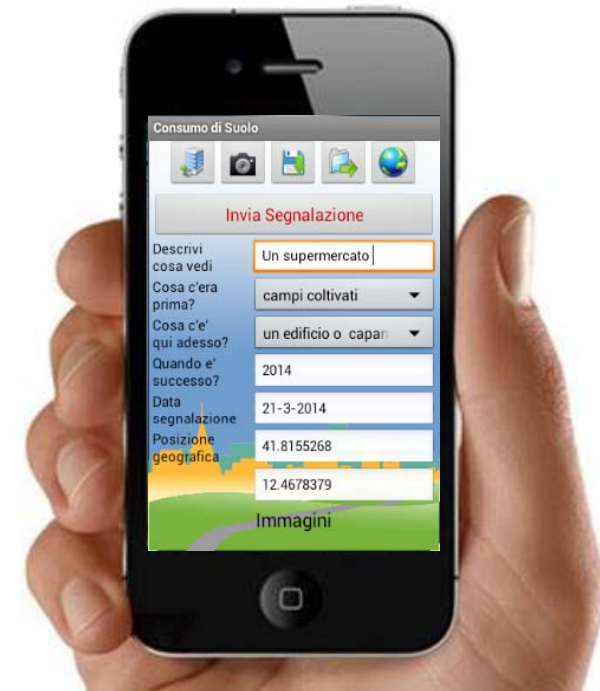 Consumo di Suolo
Invia Segnalazione
Descrivi
cosa vedi
Un supermercato
Cosa c'era
prima?
campi coltivati
Cosa c'e'
qui adesso?
un edificio o capan
Quando e'
successo?
2014
Data
segnalazione
21-3-2014
Posizione
geografica
41.8155268
12.4678379
Immagini